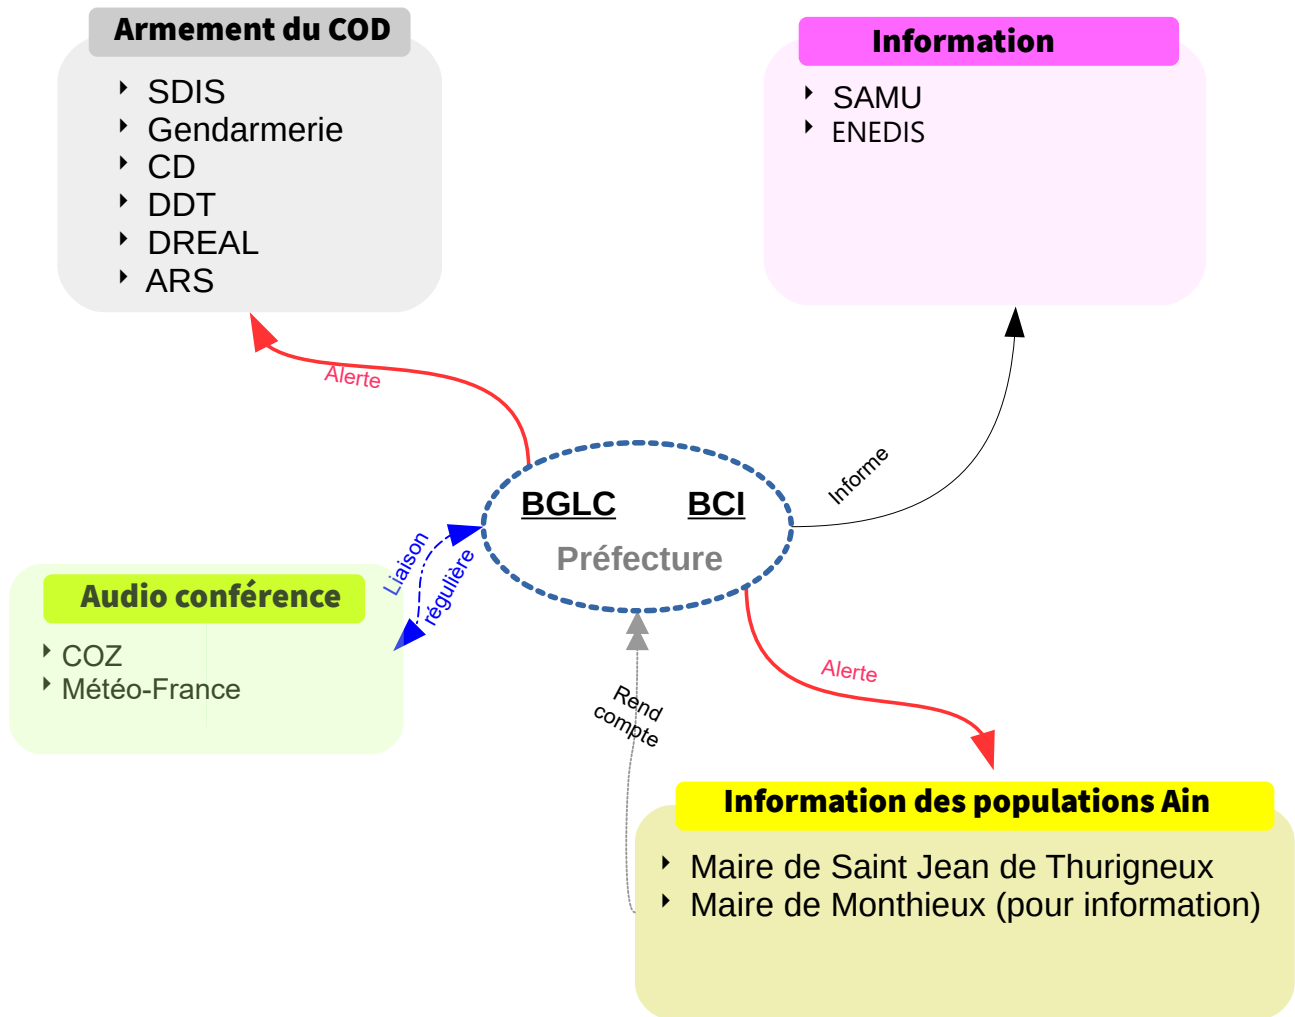 Armement du COD
SDIS
Gendarmerie
CD
DDT
DREAL
ARS
Information
SAMU
ENEDIS
Alerte
Informe
BGLC BCI
Préfecture
Liaison
régulière
Audio conférence
COZ
Météo-France
Rend
compte
Alerte
Information des populations Ain
Maire de Saint Jean de Thurigneux
Maire de Monthieux (pour information)